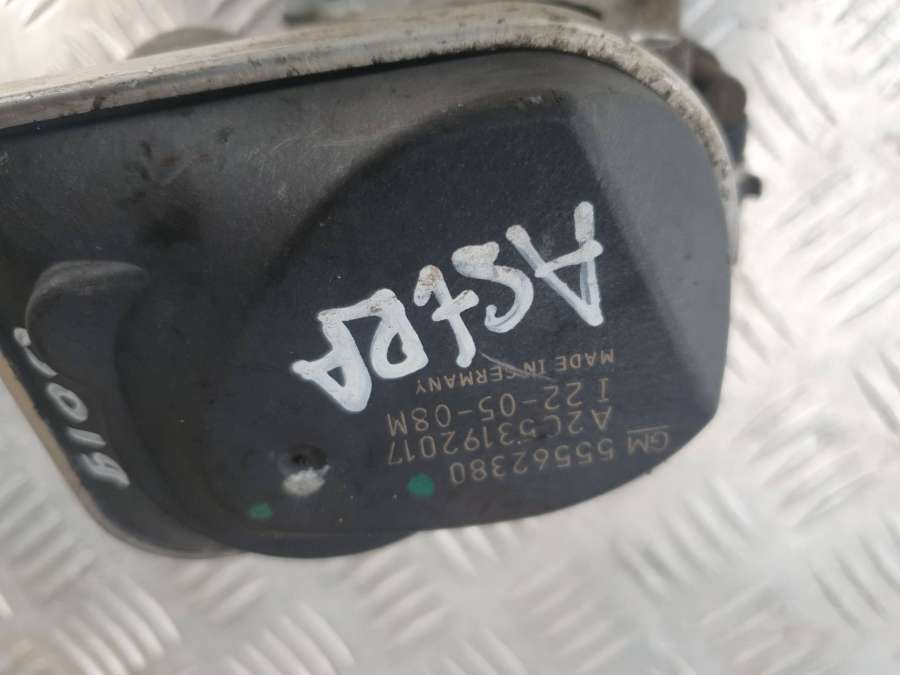 GM 55562380
A2C53192017
I 22-05-08M
MADE IN GERMANY
AStRA